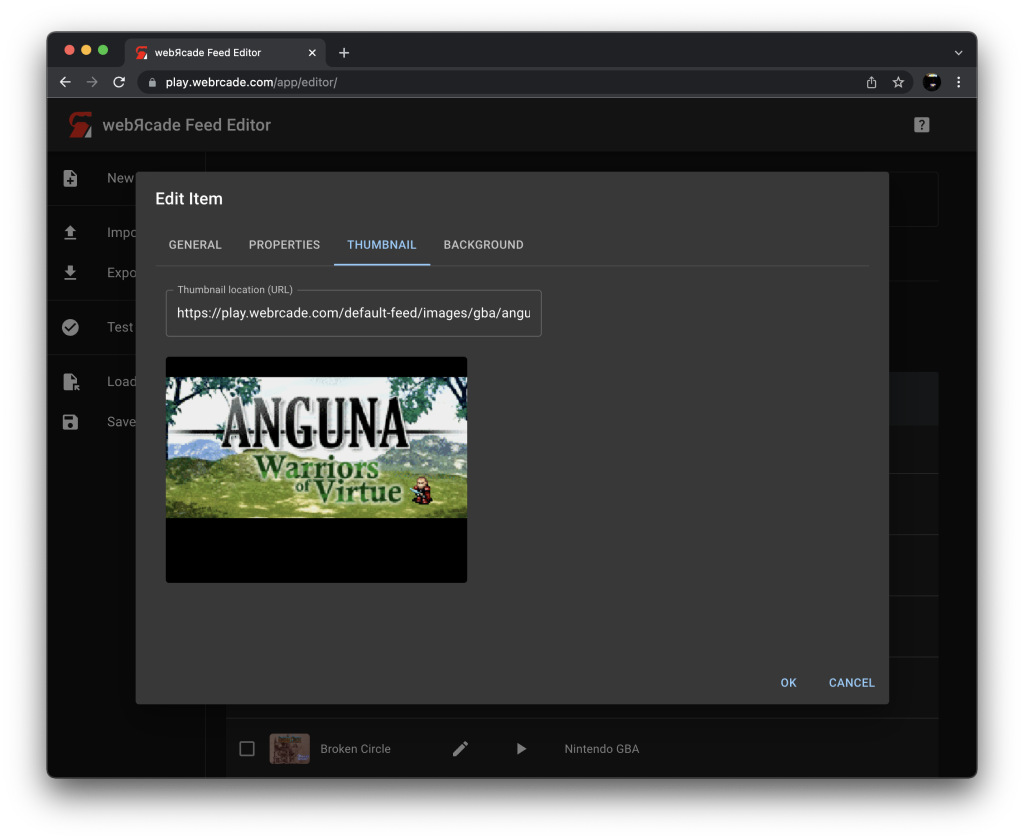 webЯcade Feed Editor
play.webrcade.com/app/editor/
webЯcade Feed Editor
?
New
Impo
Expo
Test
Load
Save
Edit Item
GENERAL PROPERTIES THUMBNAIL BACKGROUND
Thumbnail location (URL)
https://play.webrcade.com/default-feed/images/gba/angu
ANGUNA
Warriors
of Virtue
OK CANCEL
Broken Circle Nintendo GBA